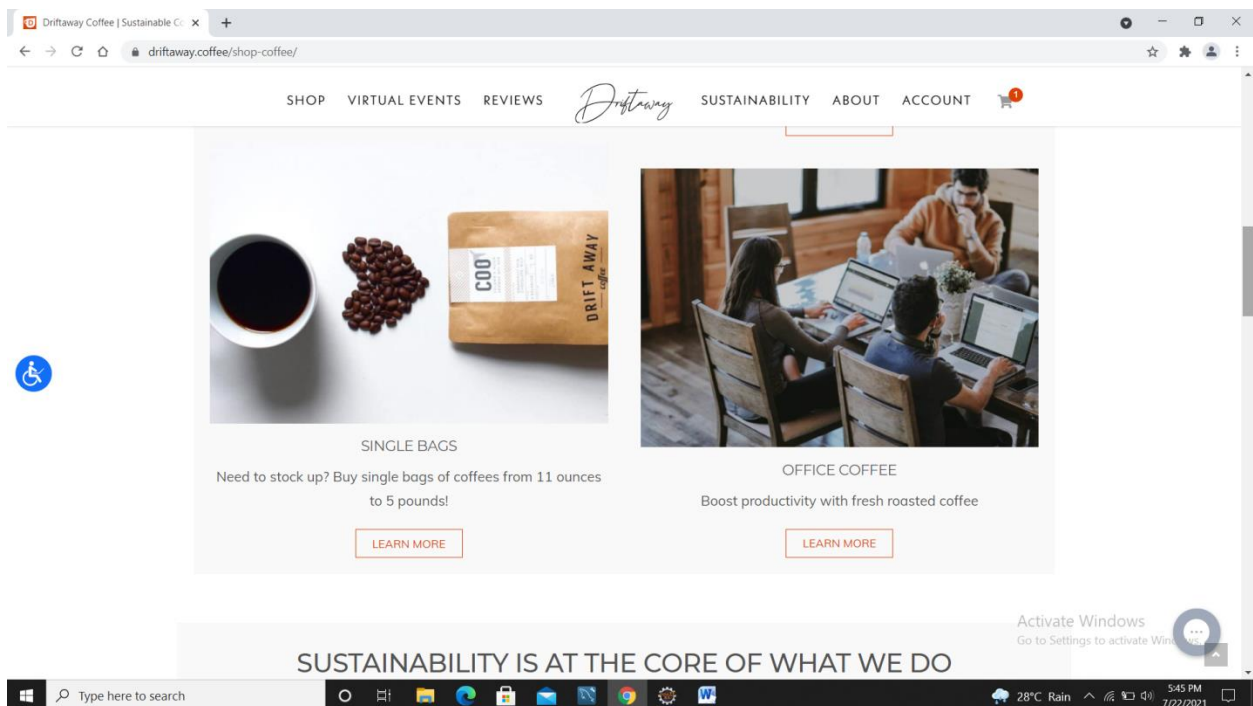 Driftaway Coffee | Sustainable Co
driftaway.coffee/shop-coffee/
SHOP VIRTUAL EVENTS REVIEWS Driftaway SUSTAINABILITY ABOUT ACCOUNT 1
COO
DRIFT AWAY
coffee
SINGLE BAGS
Need to stock up? Buy single bags of coffees from 11 ounces
to 5 pounds!
LEARN MORE
OFFICE COFFEE
Boost productivity with fresh roasted coffee
LEARN MORE
SUSTAINABILITY IS AT THE CORE OF WHAT WE DO
Activate Windows
Go to Settings to activate Windows.
Type here to search
28°C Rain
5:45 PM
7/22/2021